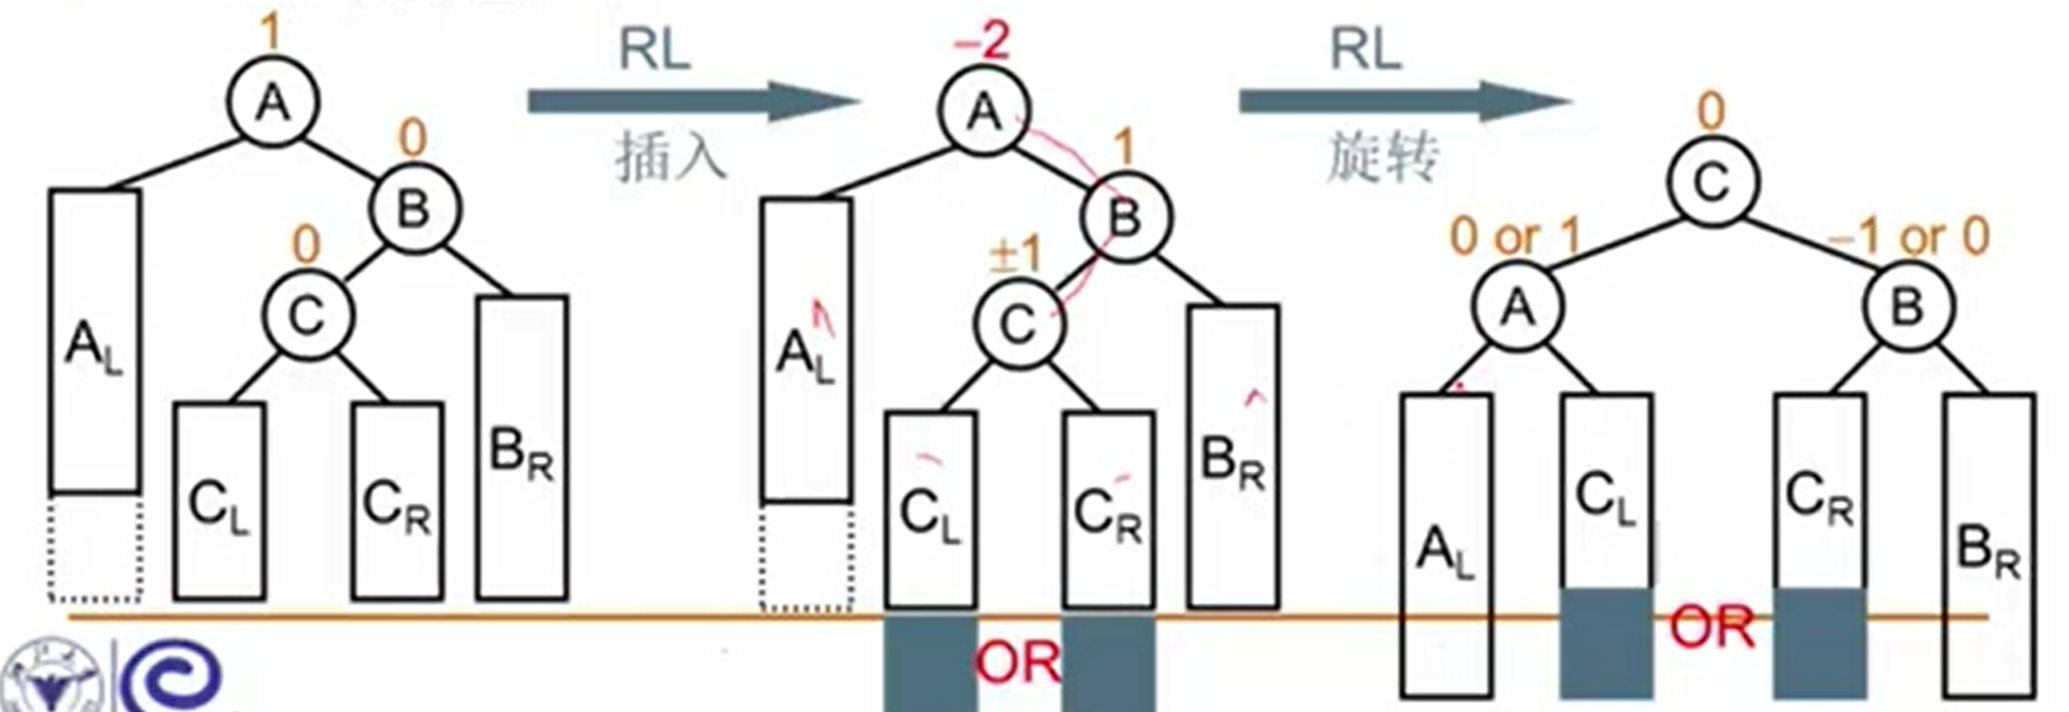 1
A
0
B
0
C
A_L
C_L
C_R
B_R
RL
插入
−2
A
1
B
±1
C
A_L
C_L
C_R
B_R
OR
RL
旋转
0
C
0 or 1
−1 or 0
A
B
A_L
C_L
C_R
B_R
OR